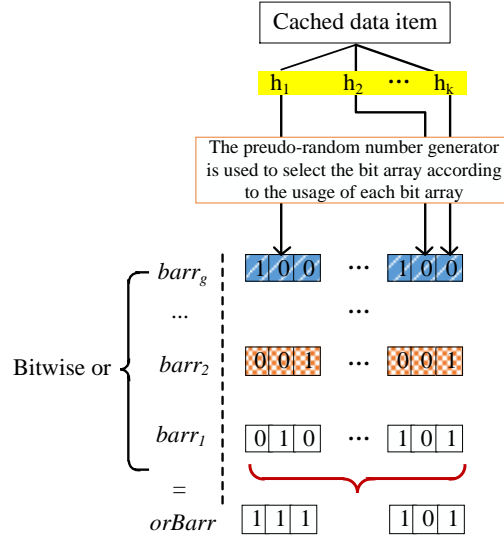 Cached data item
h1 h2 ··· hk
The preudo-random number generator
is used to select the bit array according
to the usage of each bit array
barrg 1 0 0 ··· 1 0 0
... ···
Bitwise or
barr2 0 0 1 ··· 0 0 1
barr1 0 1 0 ··· 1 0 1
=
orBarr 1 1 1 1 0 1